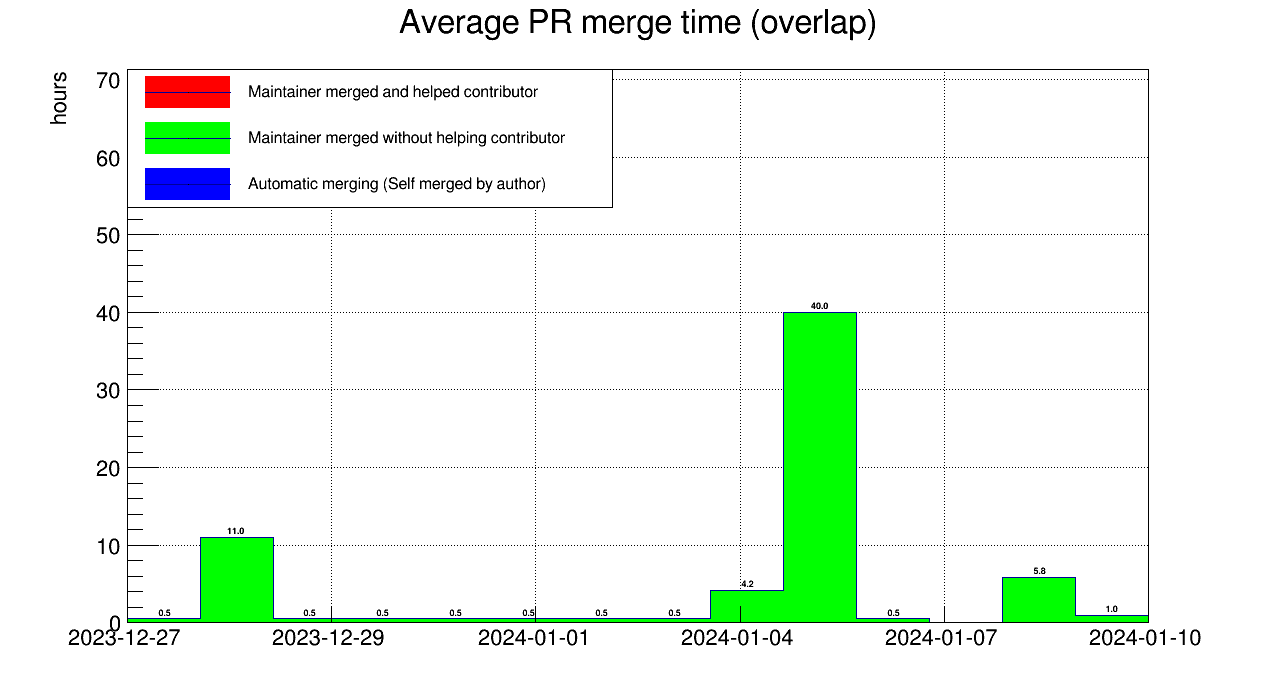 Average PR merge time (overlap)
hours
70
60
50
40
30
20
10
0
Maintainer merged and helped contributor
Maintainer merged without helping contributor
Automatic merging (Self merged by author)
0.5 11.0 0.5 0.5 0.5 0.5 0.5 0.5 4.2 40.0 0.5 5.8 1.0
2023-12-27 2023-12-29 2024-01-01 2024-01-04 2024-01-07 2024-01-10